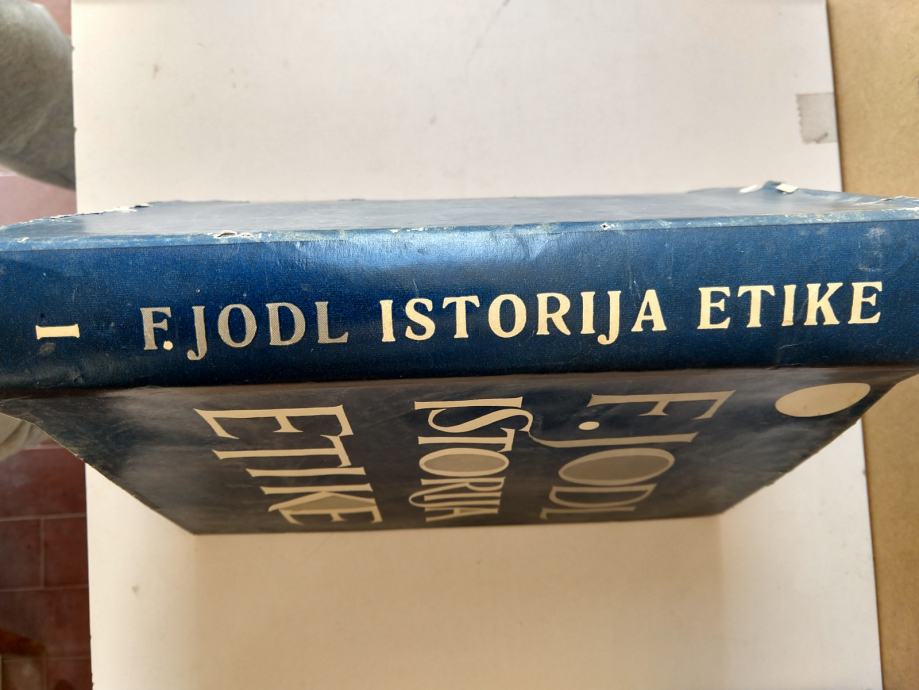 I F. JODL ISTORIJA ETIKE
F. JODL
ISTORIJA
ETIKE